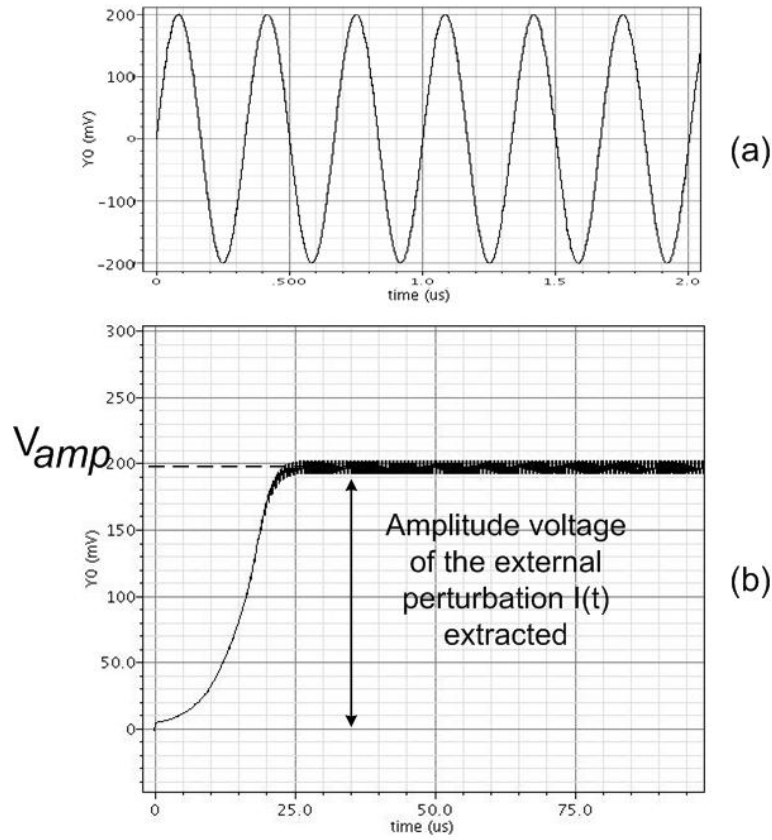 200
100
0
-100
-200
Y0 (mV)
0
.500
1.0
1.5
2.0
time (us)
(a)
300
250
200
150
100
50.0
0
Y0 (mV)
Vamp
Amplitude voltage
of the external
perturbation I(t)
extracted
0
25.0
50.0
75.0
time (us)
(b)